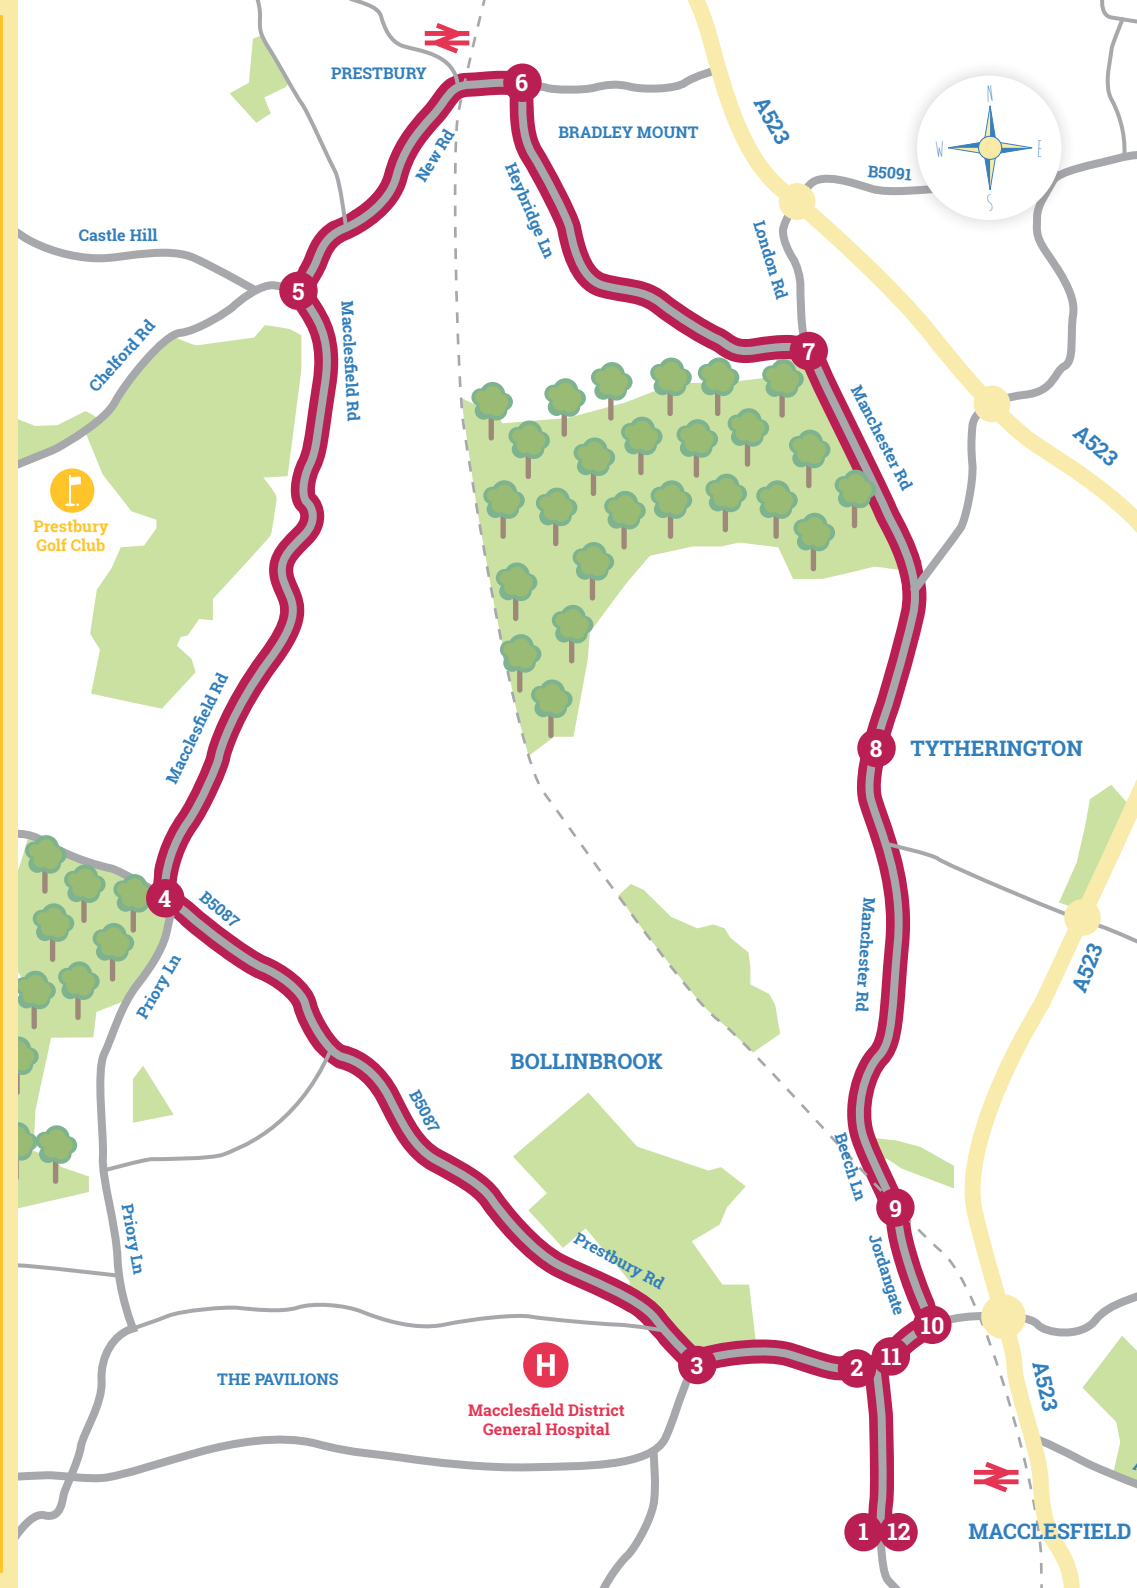 PRESTBURY
6
BRADLEY MOUNT
A523
N
W
E
S
B5091
New Rd
Heybridge Ln
Castle Hill
London Rd
5
Macclesfield Rd
Chelford Rd
7
Manchester Rd
A523
Prestbury
Golf Club
Macclesfield Rd
8
TYTHERINGTON
4
B5087
Manchester Rd
A523
Priory Ln
BOLLINBROOK
B5087
Beech Ln
9
Priory Ln
Prestbury Rd
Jordangate
10
11
2
3
H
THE PAVILIONS
Macclesfield District
General Hospital
A523
1
12
MACCLESFIELD